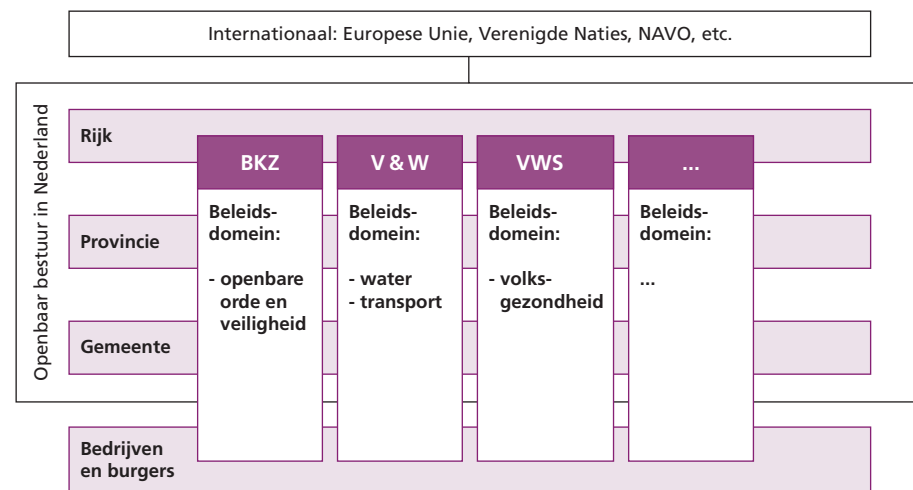 Internationaal: Europese Unie, Verenigde Naties, NAVO, etc.
Openbaar bestuur in Nederland
Rijk
BKZ
V & W
VWS
...
Beleids-
domein:
- openbare
orde en
veiligheid
Beleids-
domein:
- water
- transport
Beleids-
domein:
- volks-
gezondheid
Beleids-
domein:
...
Provincie
Gemeente
Bedrijven
en burgers